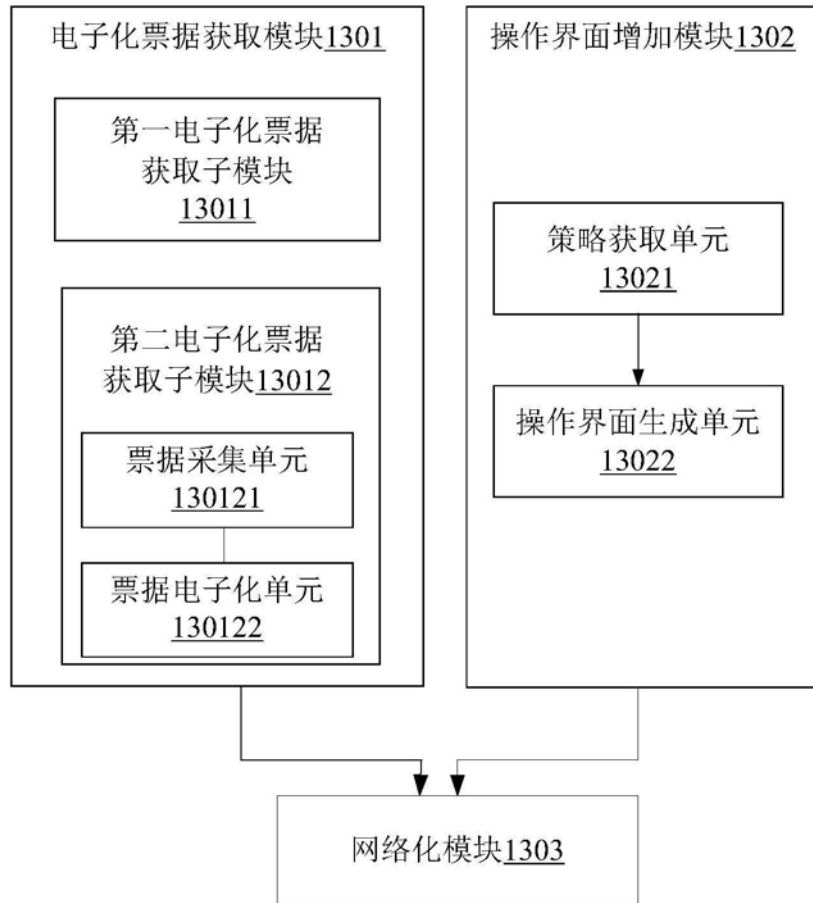 电子化票据获取模块1301
第一电子化票据
获取子模块
13011
第二电子化票据
获取子模块13012
票据采集单元
130121
票据电子化单元
130122
操作界面增加模块1302
策略获取单元
13021
操作界面生成单元
13022
网络化模块1303